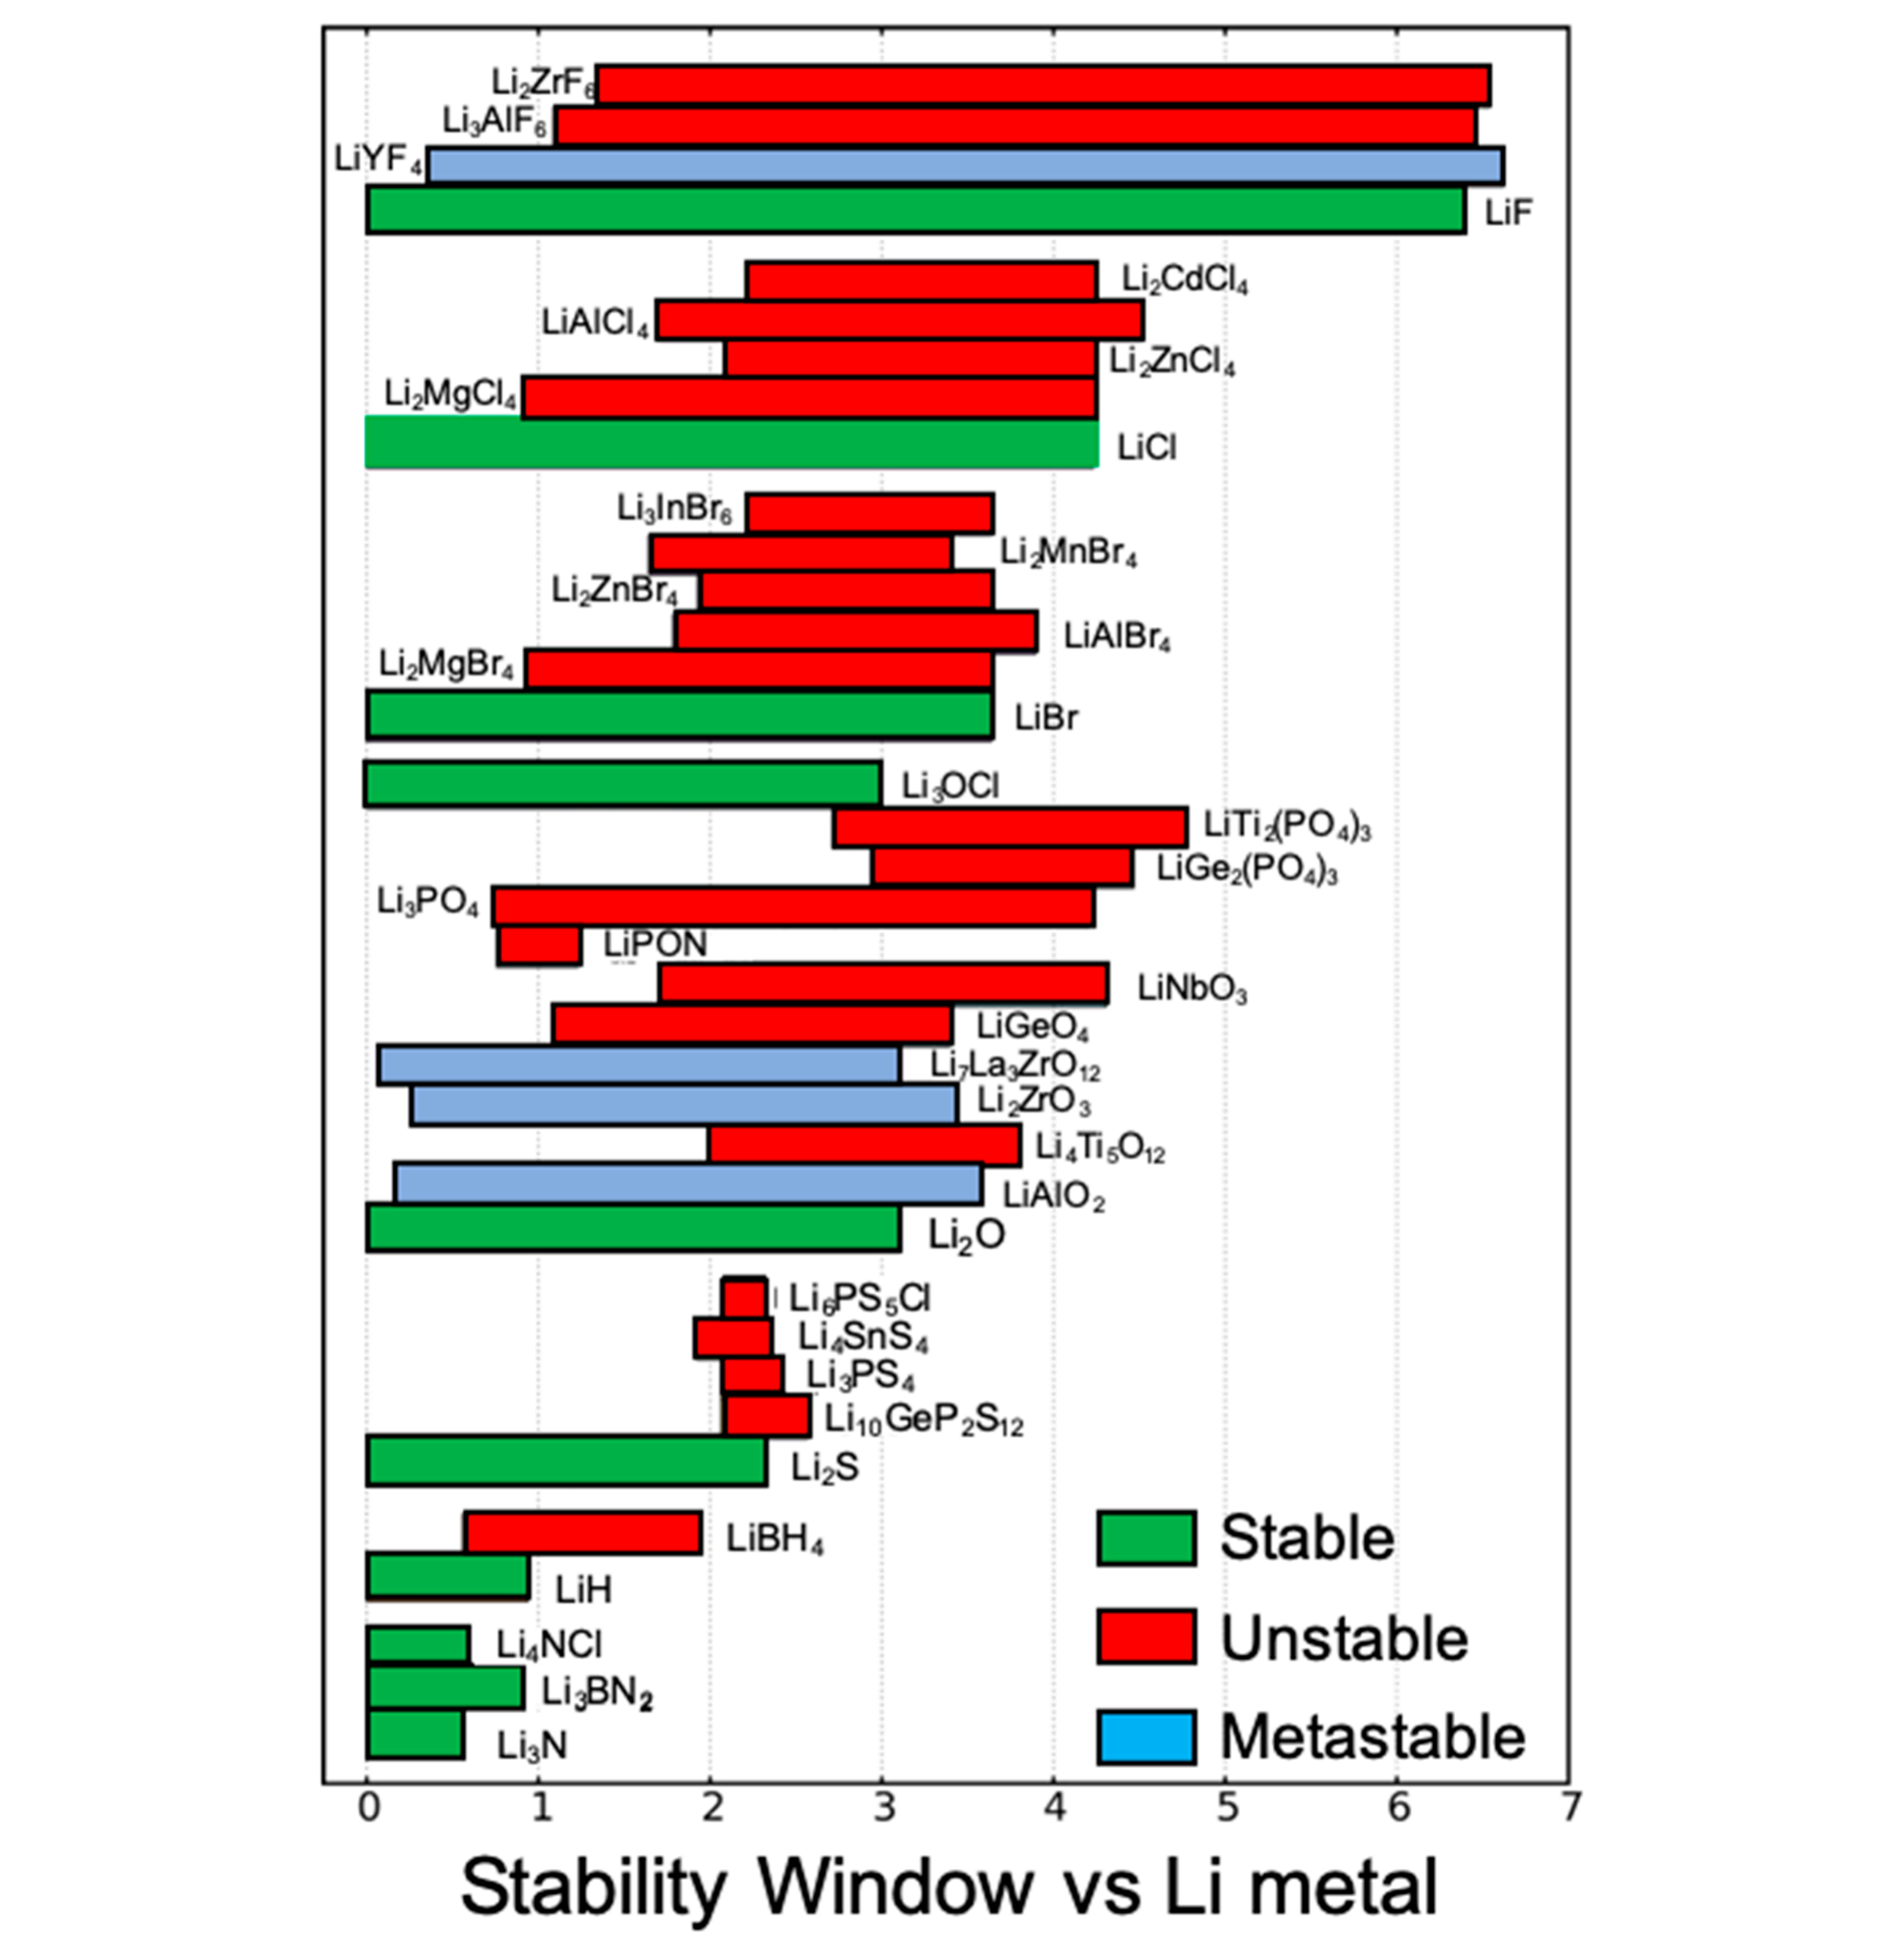 Li₂ZrF₆
Li₃AlF₆
LiYF₄
LiF
Li₂CdCl₄
LiAlCl₄
Li₂ZnCl₄
Li₂MgCl₄
LiCl
Li₃InBr₆
Li₂MnBr₄
Li₂ZnBr₄
LiAlBr₄
Li₂MgBr₄
LiBr
Li₃OCl
LiTi₂(PO₄)₃
LiGe₂(PO₄)₃
Li₃PO₄
LiPON
LiNbO₃
LiGeO₄
Li₇La₃ZrO₁₂
Li₂ZrO₃
Li₄Ti₅O₁₂
LiAlO₂
Li₂O
Li₆PS₅Cl
Li₄SnS₄
Li₃PS₄
Li₁₀GeP₂S₁₂
Li₂S
LiBH₄
LiH
Li₄NCl
Li₃BN₂
Li₃N
Stable
Unstable
Metastable
0 1 2 3 4 5 6 7
Stability Window vs Li metal